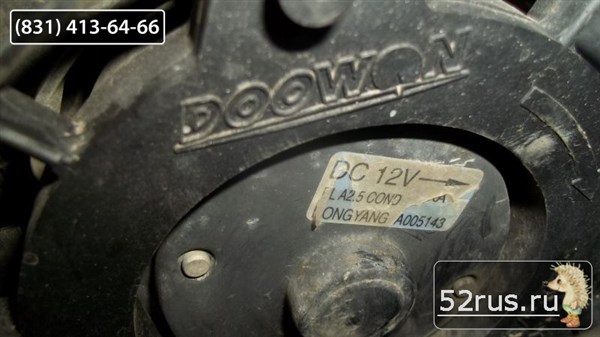 (831) 413-64-66
DOOWON
DC 12V
A2.5 COND
ONGYANG A005143
52rus.ru